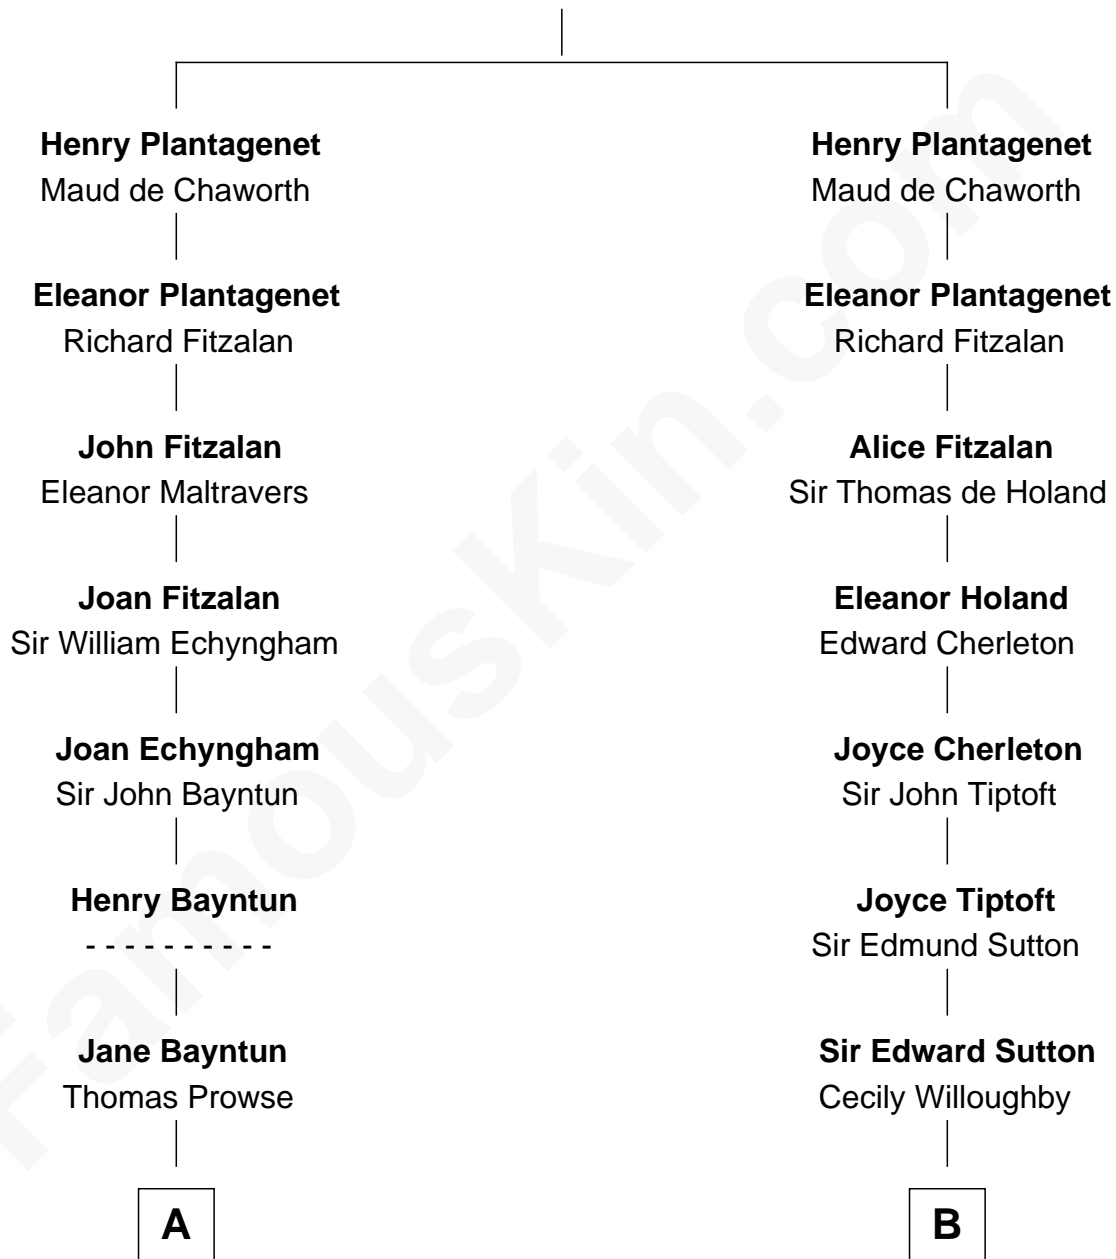 Henry Plantagenet
Maud de Chaworth
Eleanor Plantagenet
Richard Fitzalan
John Fitzalan
Eleanor Maltravers
Joan Fitzalan
Sir William Echyngham
Joan Echyngham
Sir John Bayntun
Henry Bayntun
- - - - - - - - - -
Jane Bayntun
Thomas Prowse
A
Henry Plantagenet
Maud de Chaworth
Eleanor Plantagenet
Richard Fitzalan
Alice Fitzalan
Sir Thomas de Holand
Eleanor Holand
Edward Cherleton
Joyce Cherleton
Sir John Tiptoft
Joyce Tiptoft
Sir Edmund Sutton
Sir Edward Sutton
Cecily Willoughby
B
FamousKin.com